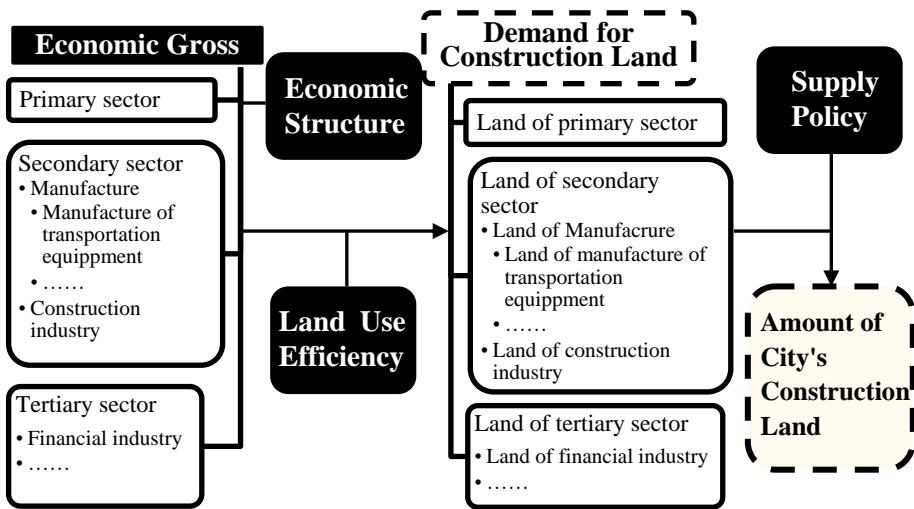 Economic Gross
Primary sector
Secondary sector
• Manufacture
• Manufacture of
transportation
equippment
• ……
• Construction
industry
Tertiary sector
• Financial industry
• ……
Economic
Structure
Land Use
Efficiency
Demand for
Construction Land
Land of primary sector
Land of secondary
sector
• Land of Manufacrure
• Land of manufacture of
transportation
equippment
• ……
• Land of construction
industry
Land of tertiary sector
• Land of financial industry
• ……
Supply
Policy
Amount of
City's
Construction
Land